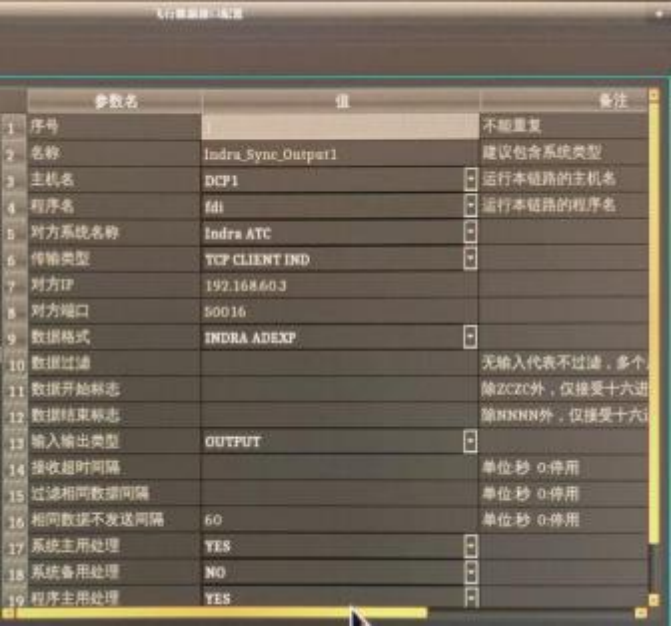 飞行数据接口配置
参数名 值 备注
1 序号 1 不能重复
2 名称 Indra_Sync_Output1 建议包含系统类型
3 主机名 DCP1 运行本链路的主机名
4 程序名 fdi 运行本链路的程序名
5 对方系统名称 Indra ATC
6 传输类型 TCP CLIENT IND
7 对方IP 192.168.60.3
8 对方端口 50016
9 数据格式 INDRA ADEXP
10 数据过滤 无输入代表不过滤，多个
11 数据开始标志 除ZCZC外，仅接受十六进
12 数据结束标志 除NNNN外，仅接受十六进
13 输入输出类型 OUTPUT
14 接收超时间隔 单位:秒 0:停用
15 过滤相同数据间隔 单位:秒 0:停用
16 相同数据不发送间隔 60 单位:秒 0:停用
17 系统主用处理 YES
18 系统备用处理 NO
19 程序主用处理 YES